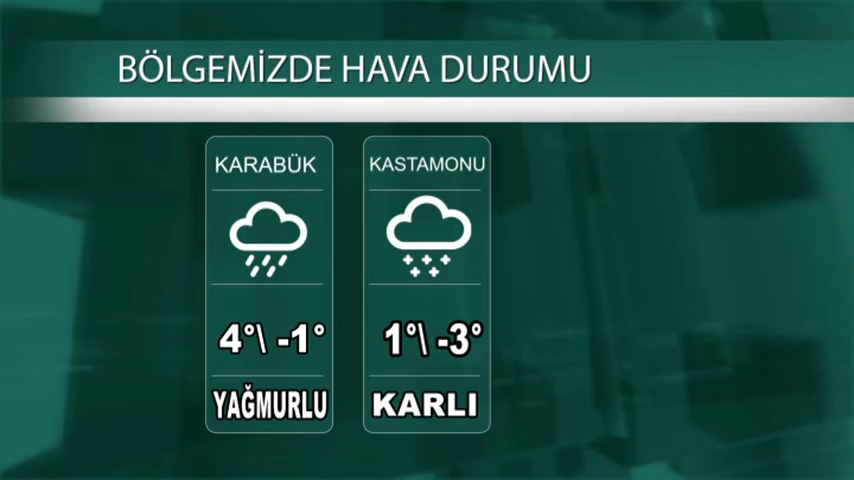 BÖLGEMİZDE HAVA DURUMU
KARABÜK
4°\ -1°
YAĞMURLU
KASTAMONU
1°\ -3°
KARLI